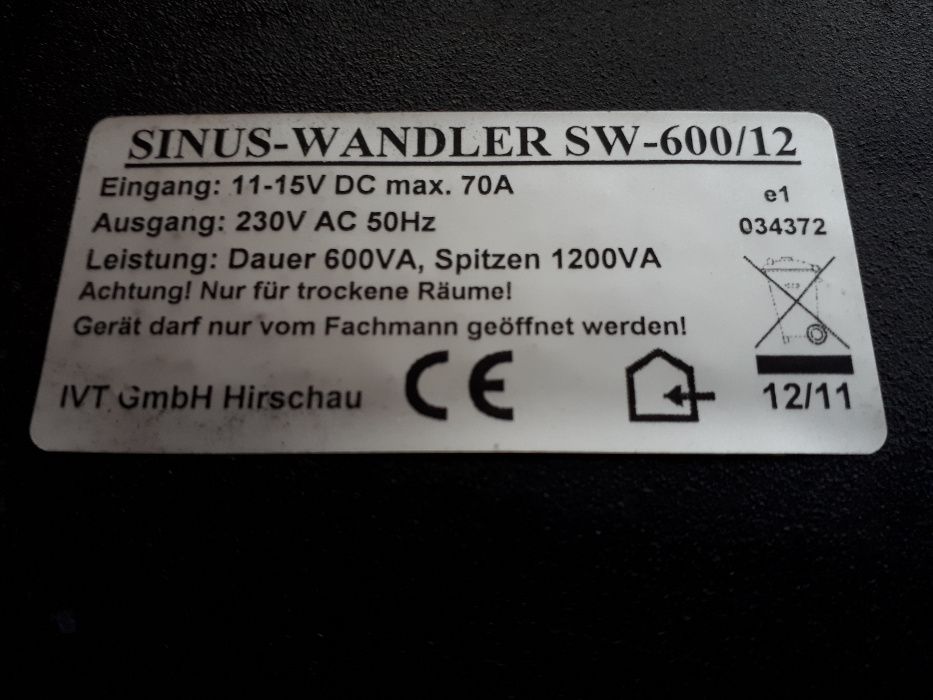 SINUS-WANDLER SW-600/12
Eingang: 11-15V DC max. 70A
e1
Ausgang: 230V AC 50Hz
034372
Leistung: Dauer 600VA, Spitzen 1200VA
Achtung! Nur für trockene Räume!
Gerät darf nur vom Fachmann geöffnet werden!
IVT GmbH Hirschau
CE
12/11